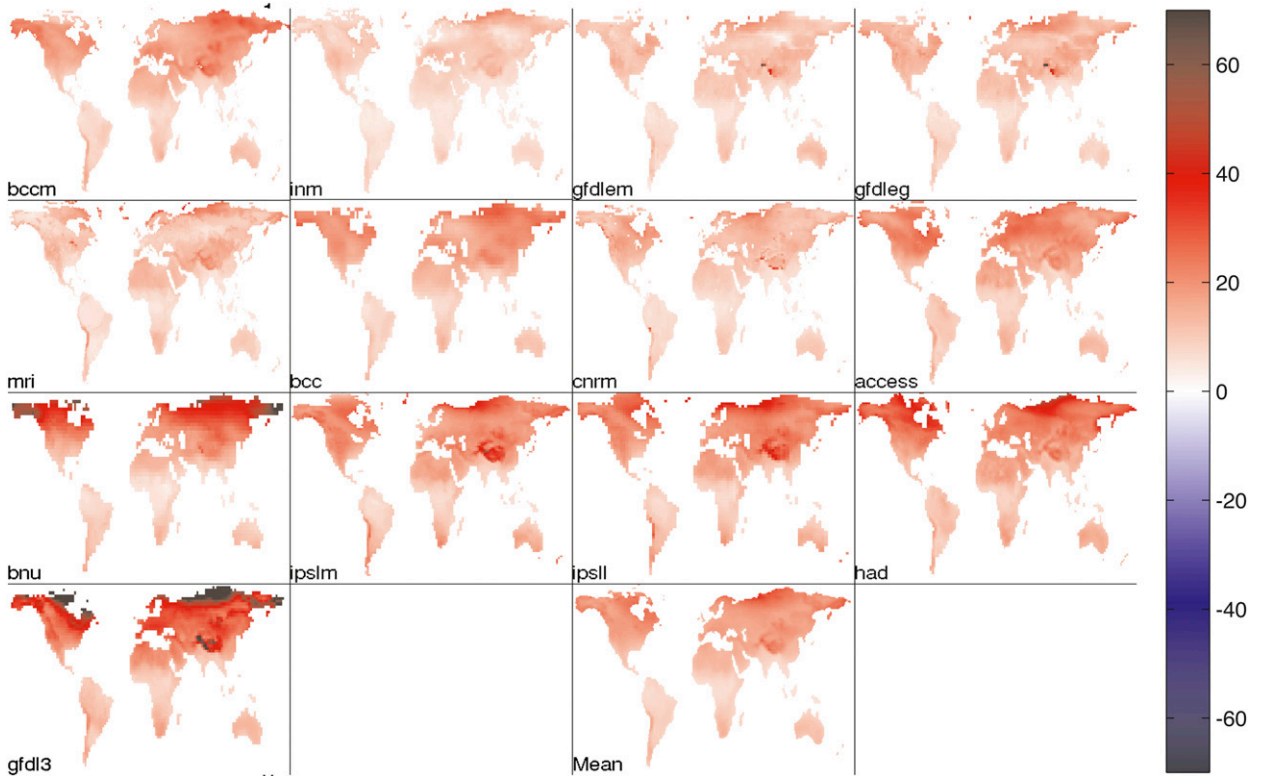 bccm
inm
gfdlem
gfdleg
mri
bcc
cnrm
access
bnu
ipslm
ipsll
had
gfdl3
Mean
60
40
20
0
-20
-40
-60